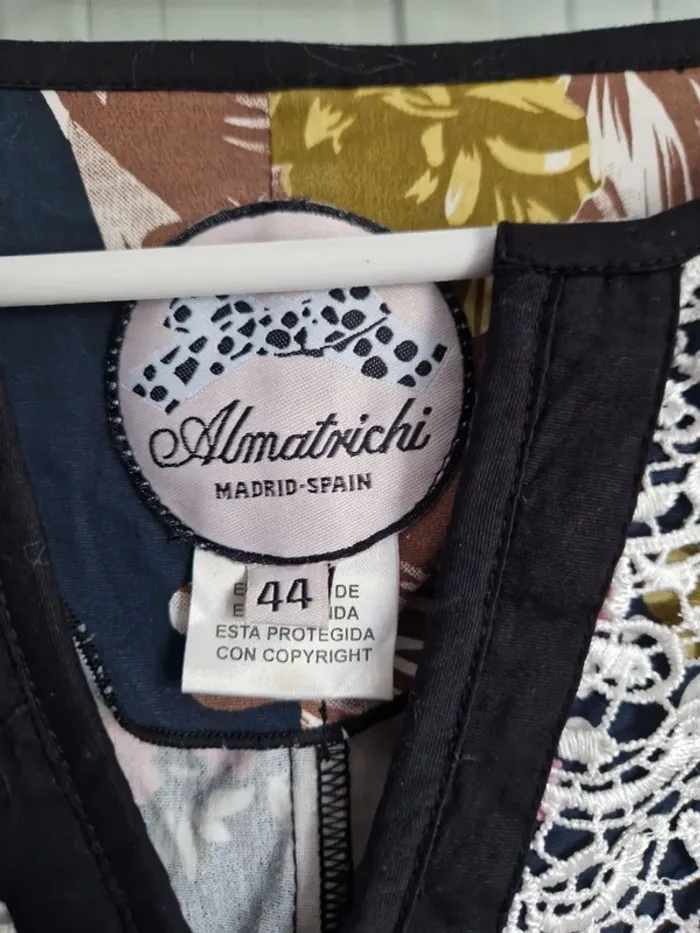 Almatrichi
MADRID-SPAIN
44
DE
ESTA PROTEGIDA
CON COPYRIGHT